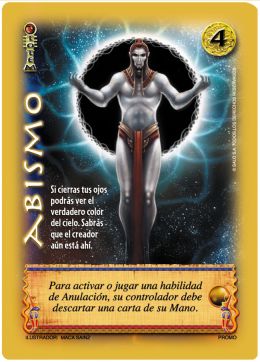 4
ABISMO
Si cierras tus ojos
podrás ver el
verdadero color
del cielo. Sabrás
que el creador
aún está ahí.
Para activar o jugar una habilidad
de Anulación, su controlador debe
descartar una carta de su Mano.
ILUSTRADOR: MACA SAINZ
PROMO